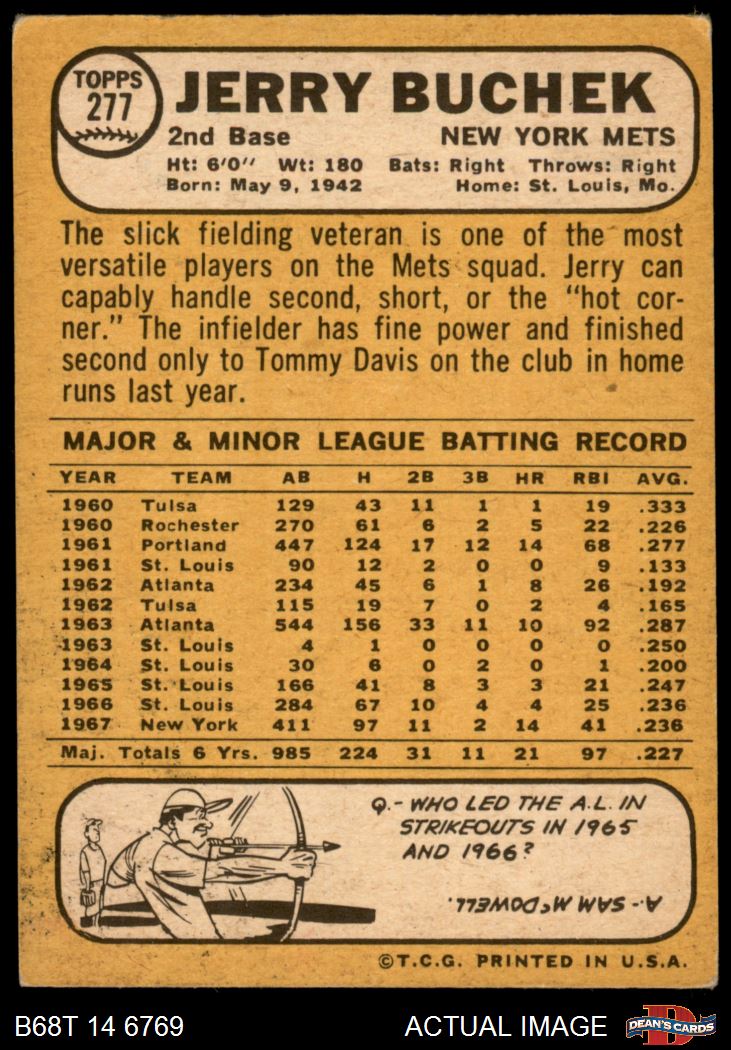 TOPPS
277
JERRY BUCHEK
2nd Base NEW YORK METS
Ht: 6'0" Wt: 180 Bats: Right Throws: Right
Born: May 9, 1942 Home: St. Louis, Mo.
The slick fielding veteran is one of the most
versatile players on the Mets squad. Jerry can
capably handle second, short, or the "hot cor-
ner." The infielder has fine power and finished
second only to Tommy Davis on the club in home
runs last year.
MAJOR & MINOR LEAGUE BATTING RECORD
YEAR TEAM AB H 2B 3B HR RBI AVG.
1960 Tulsa 129 43 11 1 1 19 .333
1960 Rochester 270 61 6 2 5 22 .226
1961 Portland 447 124 17 12 14 68 .277
1961 St. Louis 90 12 2 0 0 9 .133
1962 Atlanta 234 45 6 1 8 26 .192
1962 Tulsa 115 19 7 0 2 4 .165
1963 Atlanta 544 156 33 11 10 92 .287
1963 St. Louis 4 1 0 0 0 0 .250
1964 St. Louis 30 6 0 2 0 1 .200
1965 St. Louis 166 41 8 3 3 21 .247
1966 St. Louis 284 67 10 4 4 25 .236
1967 New York 411 97 11 2 14 41 .236
Maj. Totals 6 Yrs. 985 224 31 11 21 97 .227
Q.- WHO LED THE A.L. IN
STRIKEOUTS IN 1965
AND 1966?
A- SAM McDOWELL.
©T.C.G. PRINTED IN U.S.A.
B68T 14 6769 ACTUAL IMAGE
D
DEAN'S CARDS